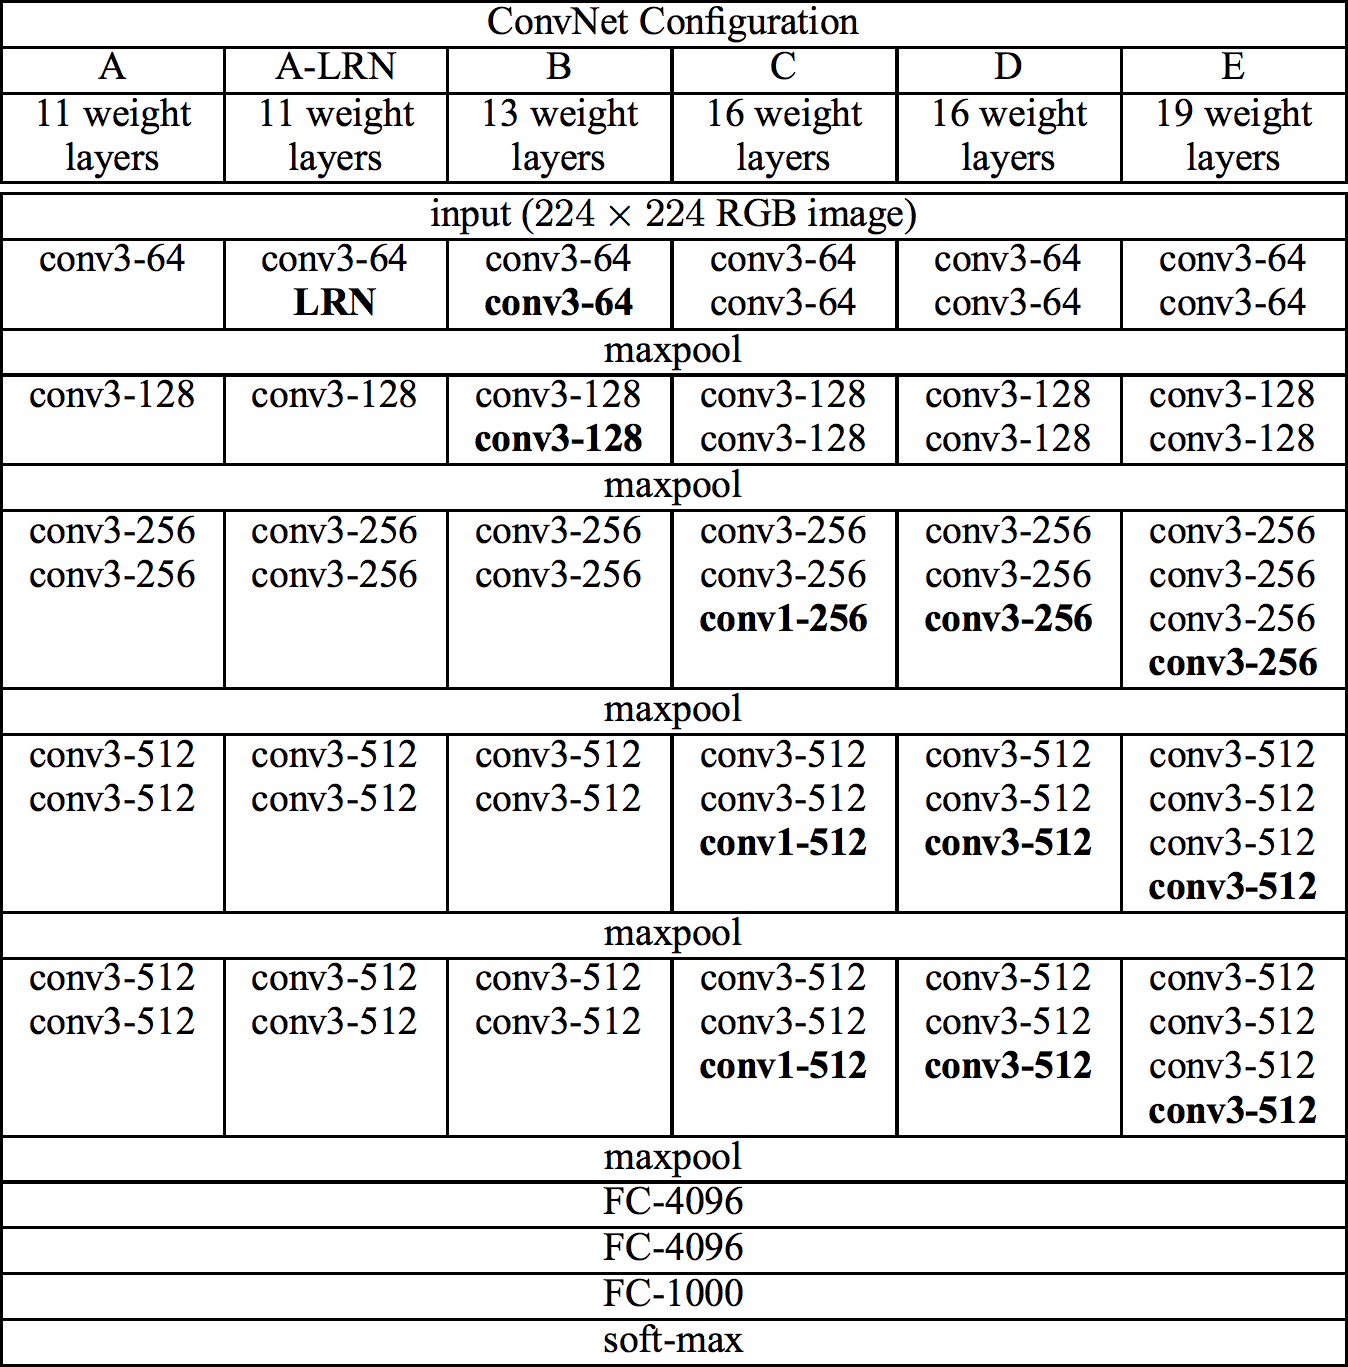 ConvNet Configuration
A A-LRN B C D E
11 weight 11 weight 13 weight 16 weight 16 weight 19 weight
layers layers layers layers layers layers
input (224 × 224 RGB image)
conv3-64 conv3-64 conv3-64 conv3-64 conv3-64 conv3-64
LRN conv3-64 conv3-64 conv3-64 conv3-64
maxpool
conv3-128 conv3-128 conv3-128 conv3-128 conv3-128 conv3-128
conv3-128 conv3-128 conv3-128 conv3-128
maxpool
conv3-256 conv3-256 conv3-256 conv3-256 conv3-256 conv3-256
conv3-256 conv3-256 conv3-256 conv3-256 conv3-256 conv3-256
conv1-256 conv3-256 conv3-256
conv3-256
maxpool
conv3-512 conv3-512 conv3-512 conv3-512 conv3-512 conv3-512
conv3-512 conv3-512 conv3-512 conv3-512 conv3-512 conv3-512
conv1-512 conv3-512 conv3-512
conv3-512
maxpool
conv3-512 conv3-512 conv3-512 conv3-512 conv3-512 conv3-512
conv3-512 conv3-512 conv3-512 conv3-512 conv3-512 conv3-512
conv1-512 conv3-512 conv3-512
conv3-512
maxpool
FC-4096
FC-4096
FC-1000
soft-max